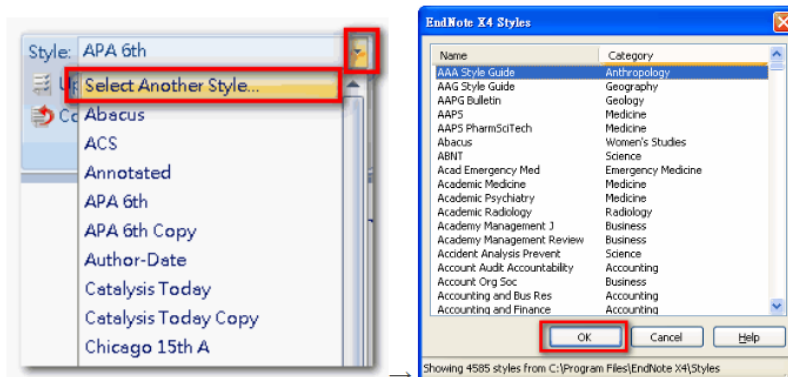 Style: APA 6th
Select Another Style...
Abacus
ACS
Annotated
APA 6th
APA 6th Copy
Author-Date
Catalysis Today
Catalysis Today Copy
Chicago 15th A
→
EndNote X4 Styles
Name Category
AAA Style Guide Anthropology
AAG Style Guide Geography
AAPG Bulletin Geology
AAPS Medicine
AAPS PharmSciTech Medicine
Abacus Women's Studies
ABNT Science
Acad Emergency Med Emergency Medicine
Academic Medicine Medicine
Academic Psychiatry Medicine
Academic Radiology Radiology
Academy Management J Business
Academy Management Review Business
Accident Analysis Prevent Science
Account Audit Accountability Accounting
Account Org Soc Business
Accounting and Bus Res Accounting
Accounting and Finance Accounting
OK Cancel Help
Showing 4585 styles from C:\Program Files\EndNote X4\Styles